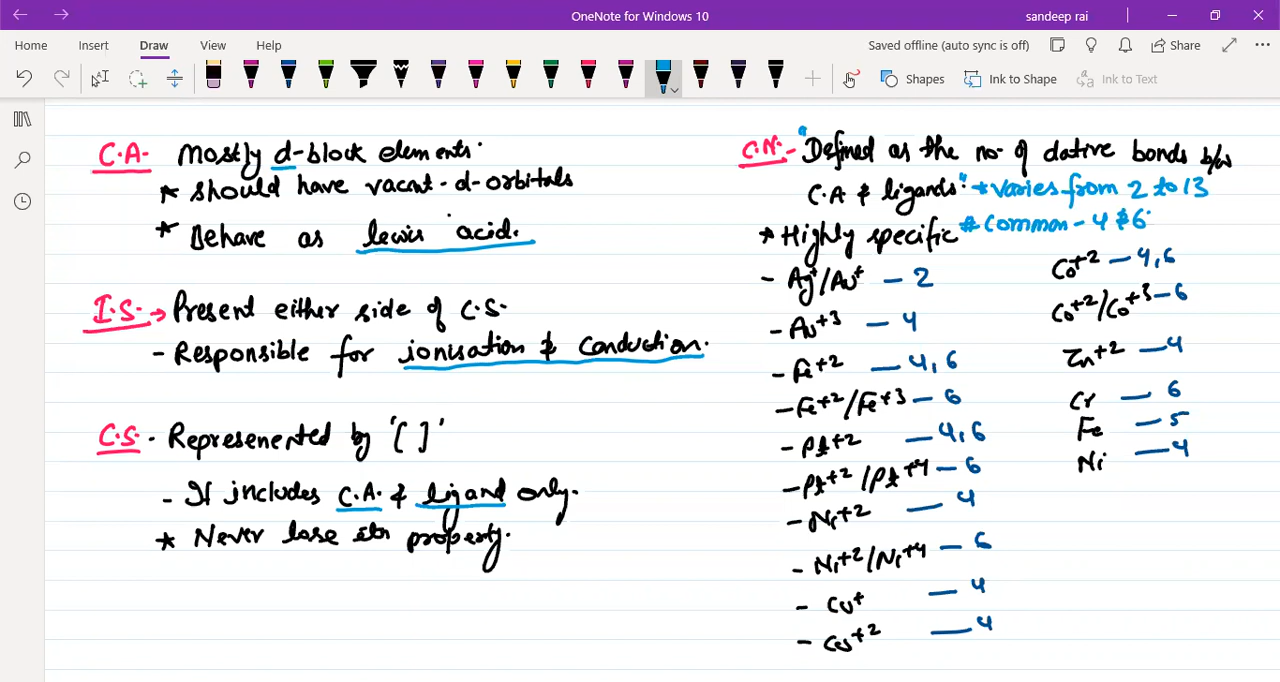 OneNote for Windows 10
sandeep rai
Home Insert Draw View Help
Saved offline (auto sync is off)
Share
Shapes
Ink to Shape
Ink to Text
C.A- Mostly d-block elements.
* should have vacant-d-orbitals
* Behave as lewis acid.
I.S.→ Present either side of C.S.
- Responsible for ionisation & conduction.
C.S. - Represenented by '[ ]'
- It includes C.A. & ligand only.
* Never lose its property.
C.N.- "Defined as the no. of dative bonds b/w
C.A & ligands." * varies from 2 to 13
* Highly specific # Common - 4 & 6
- Ag+/Au+ - 2
- Au+3 - 4
- Fe+2 - 4,6
- Fe+2/Fe+3 - 6
- Pt+2 - 4,6
- Pt+2/Pt+4 - 6
- Ni+2 - 4
- Ni+2/Ni+4 - 6
- Cu+ - 4
- Cu+2 - 4
Co+2 - 4,6
Co+2/Co+3 - 6
Zn+2 - 4
Cr - 6
Fe - 5
Ni - 4